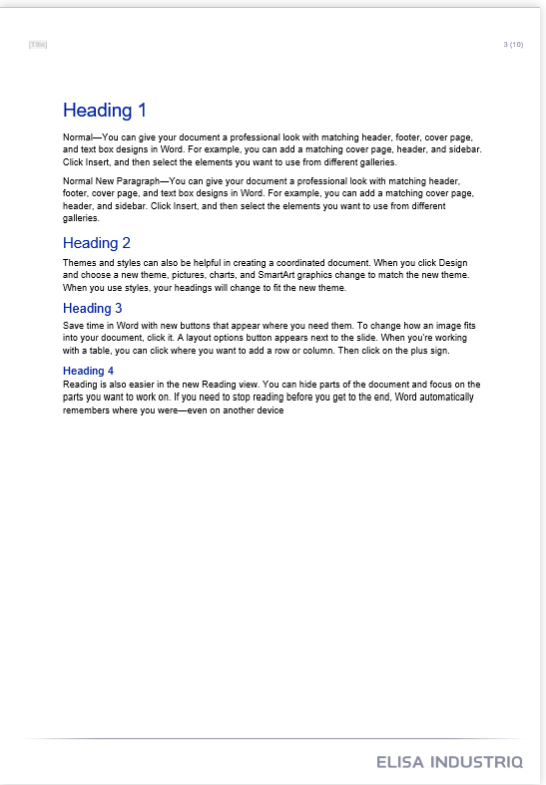 [Title]
3 (10)
Heading 1
Normal—You can give your document a professional look with matching header, footer, cover page,
and text box designs in Word. For example, you can add a matching cover page, header, and sidebar.
Click Insert, and then select the elements you want to use from different galleries.
Normal New Paragraph—You can give your document a professional look with matching header,
footer, cover page, and text box designs in Word. For example, you can add a matching cover page,
header, and sidebar. Click Insert, and then select the elements you want to use from different
galleries.
Heading 2
Themes and styles can also be helpful in creating a coordinated document. When you click Design
and choose a new theme, pictures, charts, and SmartArt graphics change to match the new theme.
When you use styles, your headings will change to fit the new theme.
Heading 3
Save time in Word with new buttons that appear where you need them. To change how an image fits
into your document, click it. A layout options button appears next to the slide. When you're working
with a table, you can click where you want to add a row or column. Then click on the plus sign.
Heading 4
Reading is also easier in the new Reading view. You can hide parts of the document and focus on the
parts you want to work on. If you need to stop reading before you get to the end, Word automatically
remembers where you were—even on another device
ELISA INDUSTRIQ